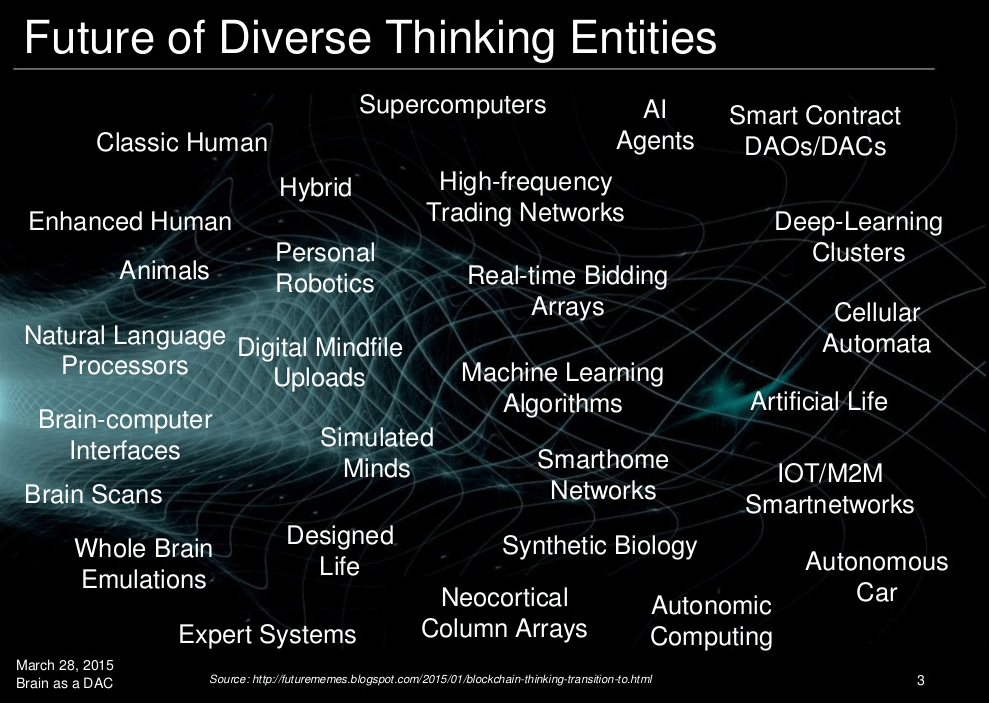 Future of Diverse Thinking Entities
Supercomputers
AI
Agents
Smart Contract
DAOs/DACs
Classic Human
Hybrid
High-frequency
Trading Networks
Enhanced Human
Deep-Learning
Clusters
Animals
Personal
Robotics
Real-time Bidding
Arrays
Cellular
Automata
Natural Language
Processors
Digital Mindfile
Uploads
Machine Learning
Algorithms
Artificial Life
Brain-computer
Interfaces
Simulated
Minds
Smarthome
Networks
IOT/M2M
Smartnetworks
Brain Scans
Whole Brain
Emulations
Designed
Life
Synthetic Biology
Autonomous
Car
Neocortical
Column Arrays
Autonomic
Computing
Expert Systems
March 28, 2015
Brain as a DAC
Source: http://futurememes.blogspot.com/2015/01/blockchain-thinking-transition-to.html
3